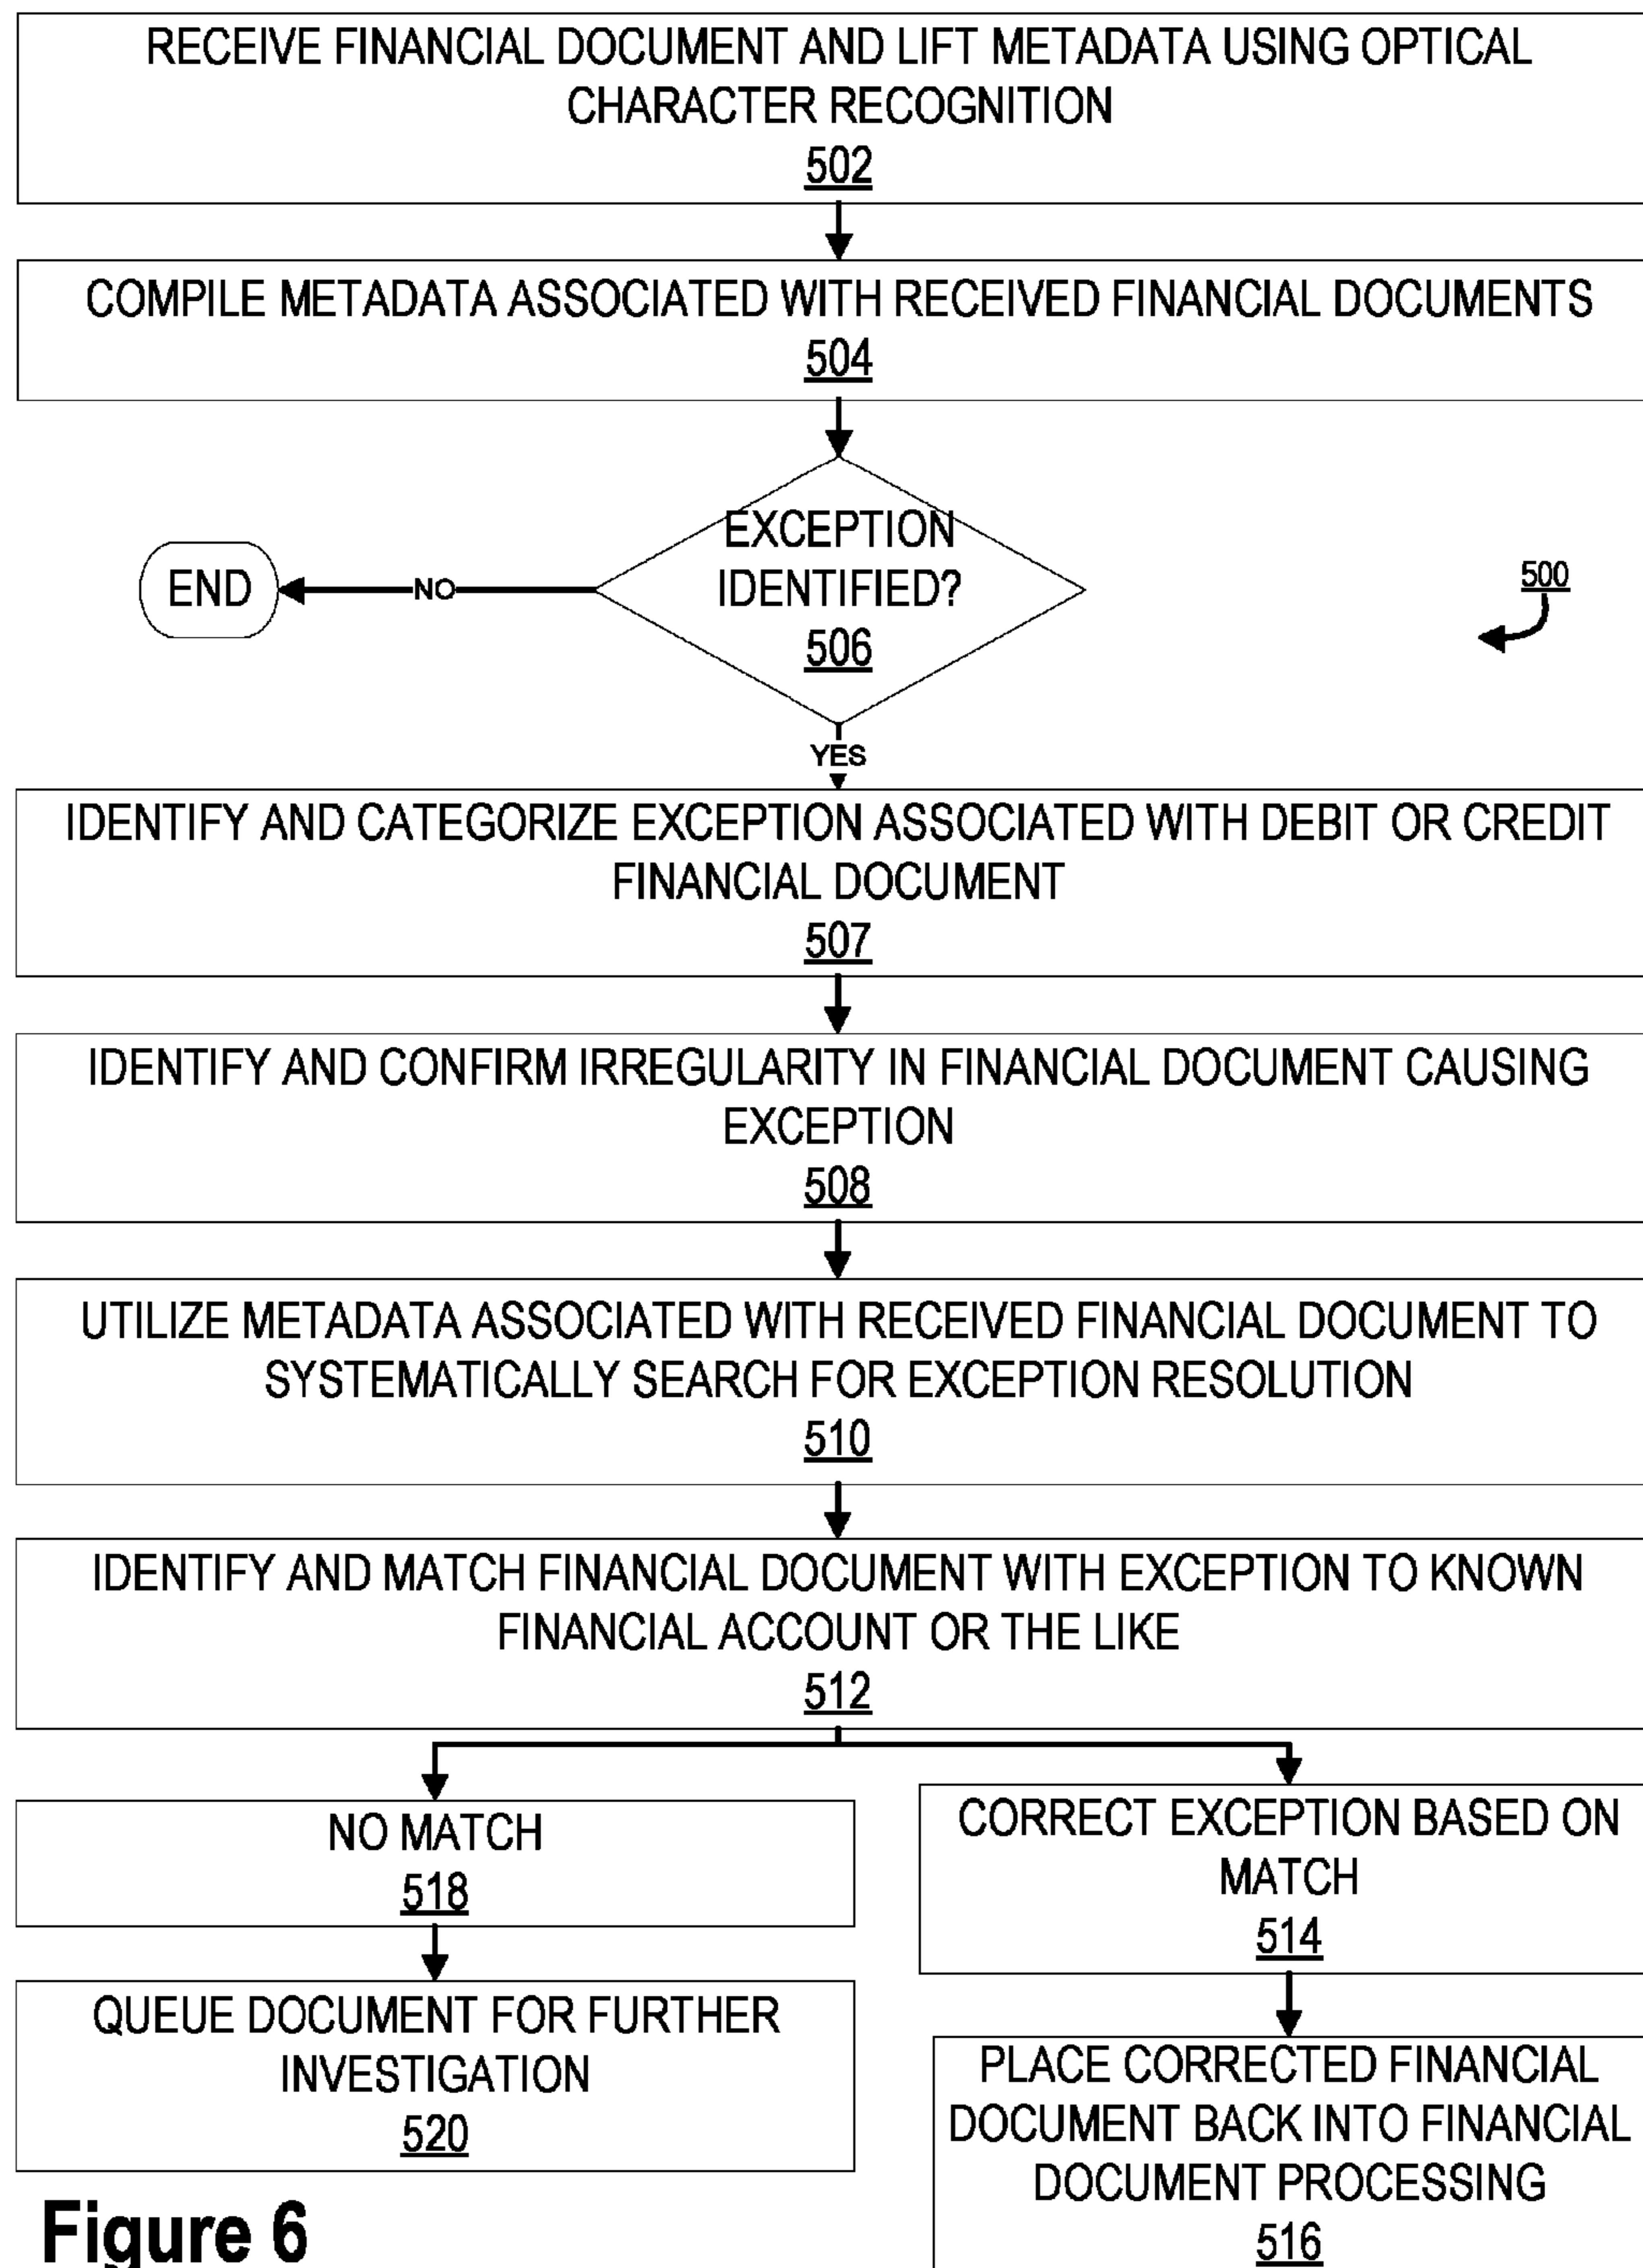 RECEIVE FINANCIAL DOCUMENT AND LIFT METADATA USING OPTICAL
CHARACTER RECOGNITION
502
COMPILE METADATA ASSOCIATED WITH RECEIVED FINANCIAL DOCUMENTS
504
EXCEPTION
IDENTIFIED?
506
NO
END
500
YES
IDENTIFY AND CATEGORIZE EXCEPTION ASSOCIATED WITH DEBIT OR CREDIT
FINANCIAL DOCUMENT
507
IDENTIFY AND CONFIRM IRREGULARITY IN FINANCIAL DOCUMENT CAUSING
EXCEPTION
508
UTILIZE METADATA ASSOCIATED WITH RECEIVED FINANCIAL DOCUMENT TO
SYSTEMATICALLY SEARCH FOR EXCEPTION RESOLUTION
510
IDENTIFY AND MATCH FINANCIAL DOCUMENT WITH EXCEPTION TO KNOWN
FINANCIAL ACCOUNT OR THE LIKE
512
NO MATCH
518
QUEUE DOCUMENT FOR FURTHER
INVESTIGATION
520
CORRECT EXCEPTION BASED ON
MATCH
514
PLACE CORRECTED FINANCIAL
DOCUMENT BACK INTO FINANCIAL
DOCUMENT PROCESSING
516
Figure 6